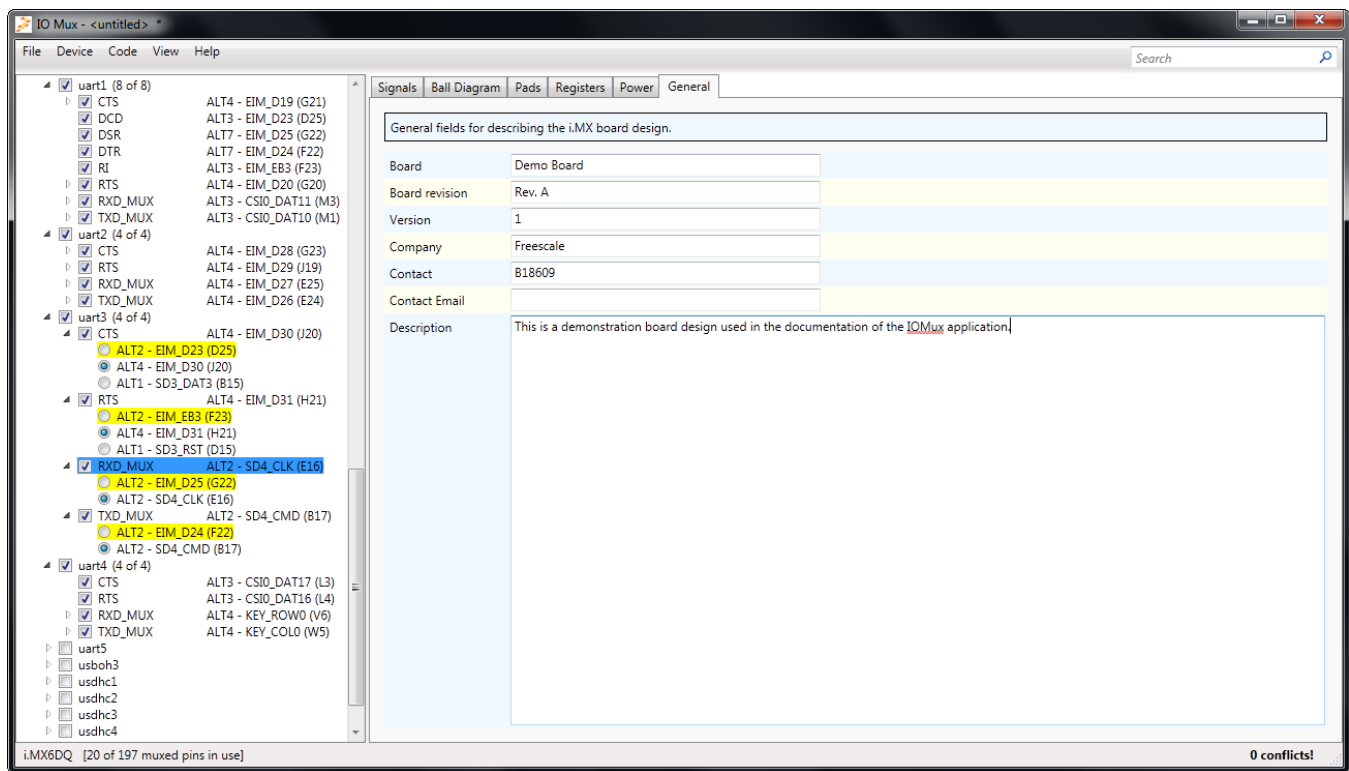 IO Mux - <untitled> *
File Device Code View Help
Search
uart1 (8 of 8)
CTS ALT4 - EIM_D19 (G21)
DCD ALT3 - EIM_D23 (D25)
DSR ALT7 - EIM_D25 (G22)
DTR ALT7 - EIM_D24 (F22)
RI ALT3 - EIM_EB3 (F23)
RTS ALT4 - EIM_D20 (G20)
RXD_MUX ALT3 - CSI0_DAT11 (M3)
TXD_MUX ALT3 - CSI0_DAT10 (M1)
uart2 (4 of 4)
CTS ALT4 - EIM_D28 (G23)
RTS ALT4 - EIM_D29 (J19)
RXD_MUX ALT4 - EIM_D27 (E25)
TXD_MUX ALT4 - EIM_D26 (E24)
uart3 (4 of 4)
CTS ALT4 - EIM_D30 (J20)
ALT2 - EIM_D23 (D25)
ALT4 - EIM_D30 (J20)
ALT1 - SD3_DAT3 (B15)
RTS ALT4 - EIM_D31 (H21)
ALT2 - EIM_EB3 (F23)
ALT4 - EIM_D31 (H21)
ALT1 - SD3_RST (D15)
RXD_MUX ALT2 - SD4_CLK (E16)
ALT2 - EIM_D25 (G22)
ALT2 - SD4_CLK (E16)
TXD_MUX ALT2 - SD4_CMD (B17)
ALT2 - EIM_D24 (F22)
ALT2 - SD4_CMD (B17)
uart4 (4 of 4)
CTS ALT3 - CSI0_DAT17 (L3)
RTS ALT3 - CSI0_DAT16 (L4)
RXD_MUX ALT4 - KEY_ROW0 (V6)
TXD_MUX ALT4 - KEY_COL0 (W5)
uart5
usboh3
usdhc1
usdhc2
usdhc3
usdhc4
Signals Ball Diagram Pads Registers Power General
General fields for describing the i.MX board design.
Board Demo Board
Board revision Rev. A
Version 1
Company Freescale
Contact B18609
Contact Email
Description This is a demonstration board design used in the documentation of the IOMux application.
i.MX6DQ [20 of 197 muxed pins in use]
0 conflicts!